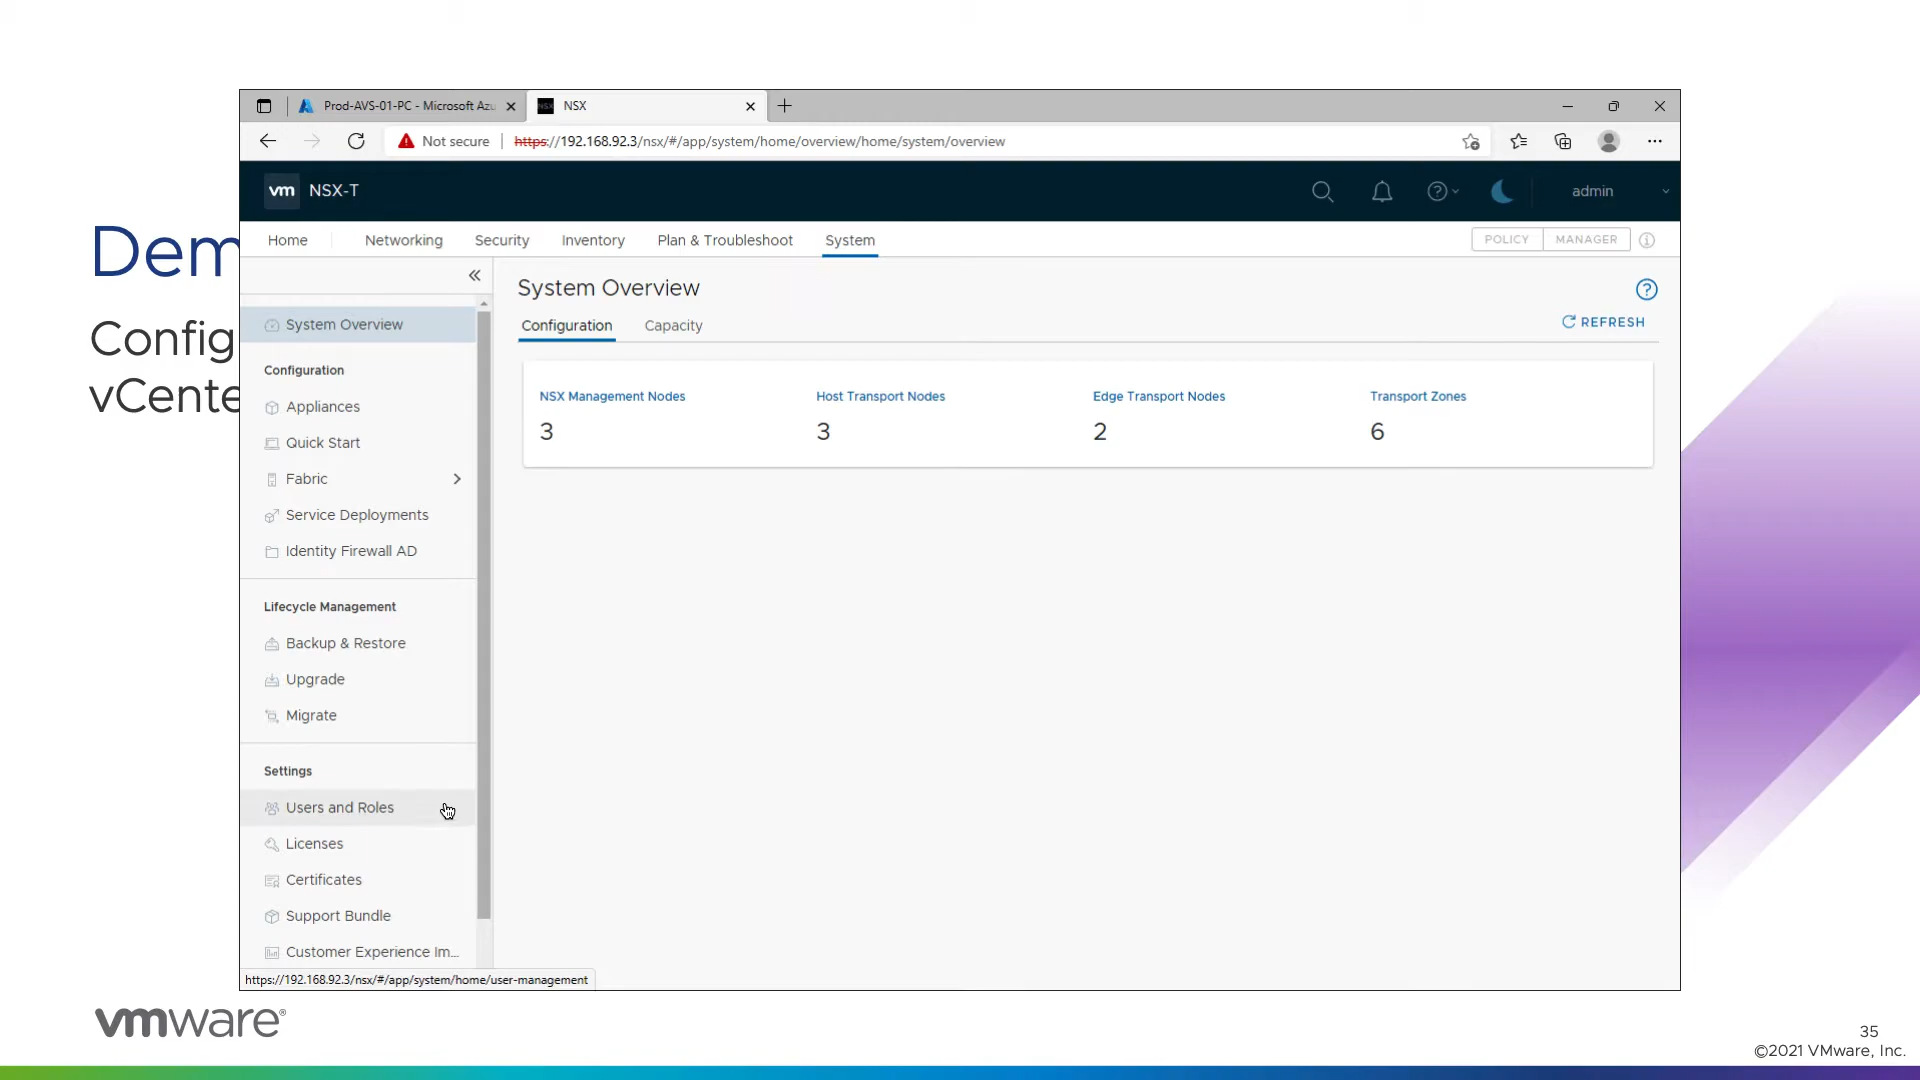 Prod-AVS-01-PC - Microsoft Azu
NSX
Not secure
https://192.168.92.3/nsx/#/app/system/home/overview/home/system/overview
vm NSX-T
admin
Home
Networking
Security
Inventory
Plan & Troubleshoot
System
POLICY
MANAGER
Dem
Config
vCente
System Overview
Configuration
Appliances
Quick Start
Fabric
Service Deployments
Identity Firewall AD
Lifecycle Management
Backup & Restore
Upgrade
Migrate
Settings
Users and Roles
Licenses
Certificates
Support Bundle
Customer Experience Im...
https://192.168.92.3/nsx/#/app/system/home/user-management
System Overview
Configuration
Capacity
REFRESH
NSX Management Nodes
3
Host Transport Nodes
3
Edge Transport Nodes
2
Transport Zones
6
vmware®
35
©2021 VMware, Inc.